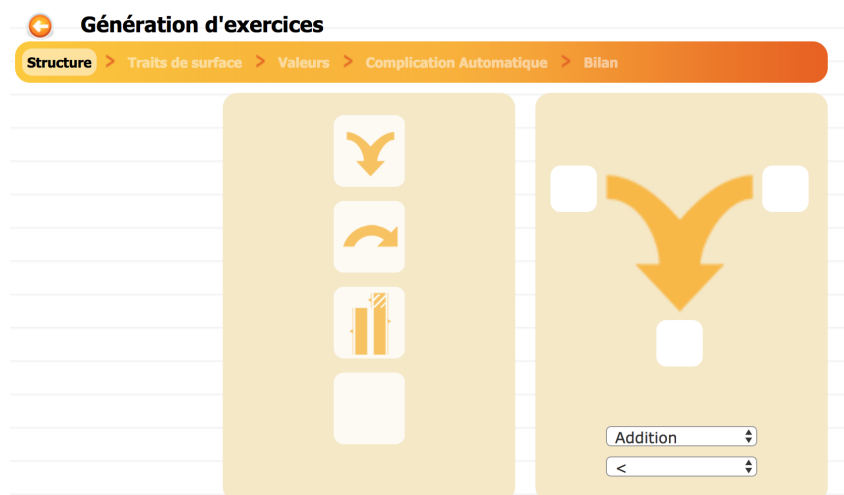 Génération d'exercices
Structure > Traits de surface > Valeurs > Complication Automatique > Bilan
Addition
<